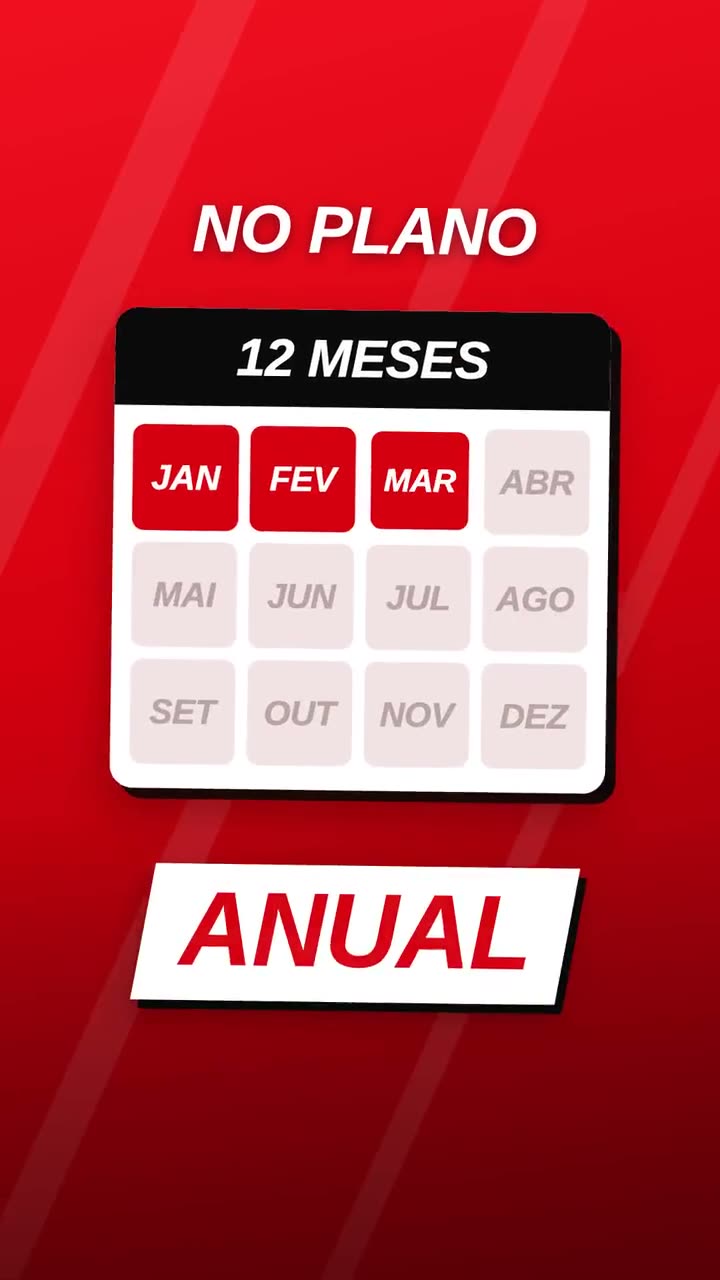 NO PLANO
12 MESES
JAN FEV MAR ABR
MAI JUN JUL AGO
SET OUT NOV DEZ
ANUAL